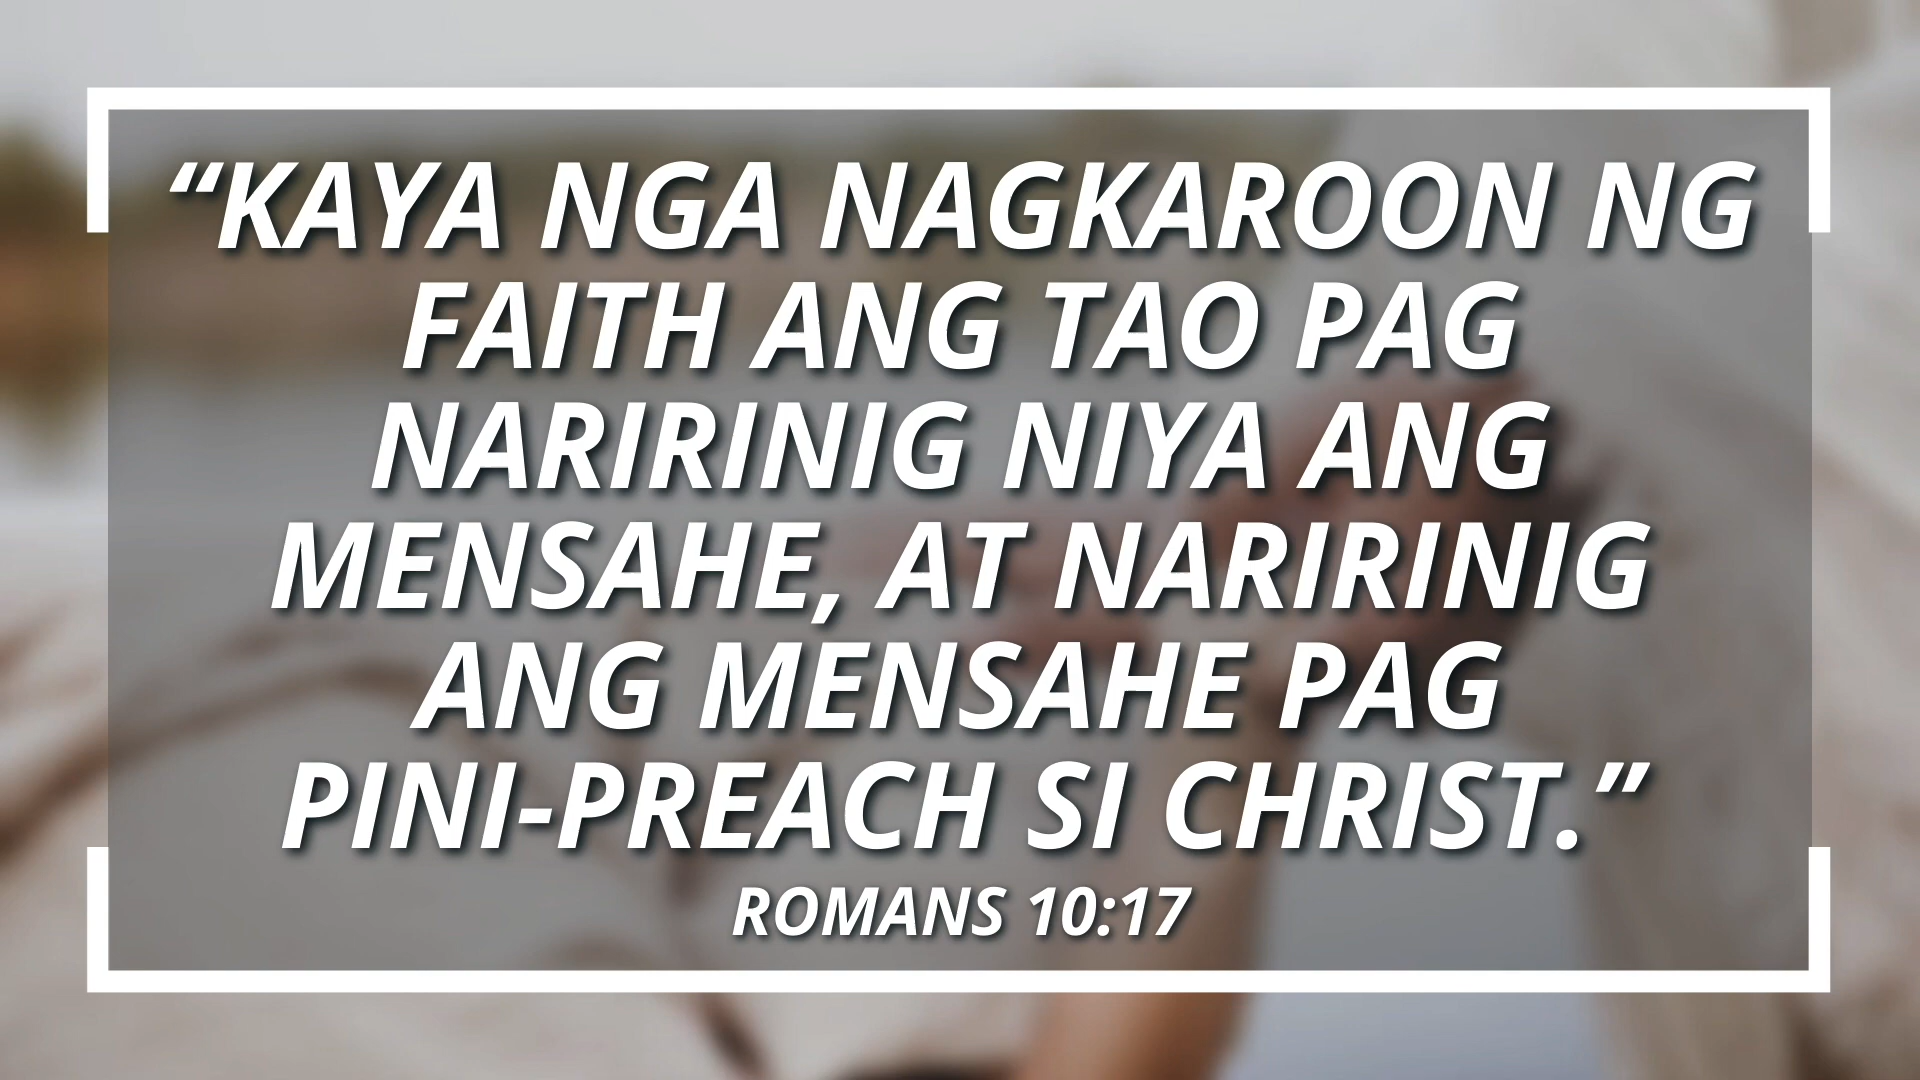 “KAYA NGA NAGKAROON NG
FAITH ANG TAO PAG
NARIRINIG NIYA ANG
MENSAHE, AT NARIRINIG
ANG MENSAHE PAG
PINI-PREACH SI CHRIST.”
ROMANS 10:17